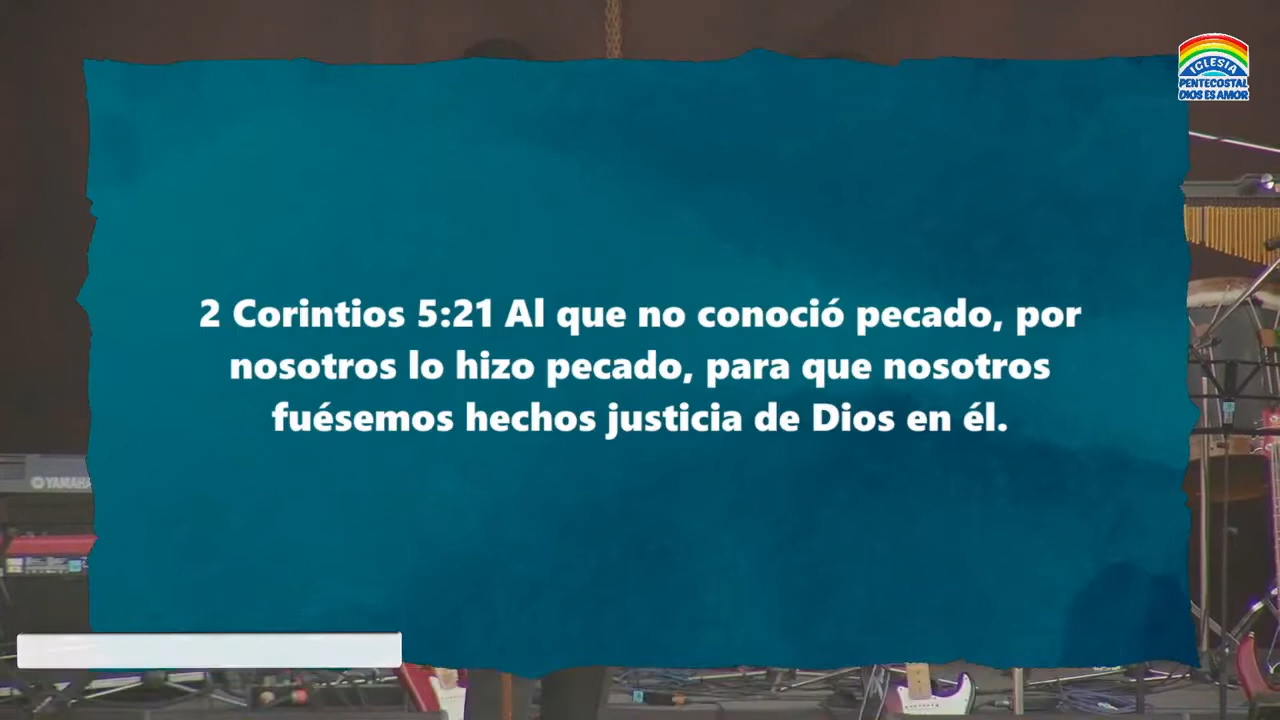 IGLESIA
PENTECOSTAL
DIOS ES AMOR
2 Corintios 5:21 Al que no conoció pecado, por
nosotros lo hizo pecado, para que nosotros
fuésemos hechos justicia de Dios en él.
YAMAHA